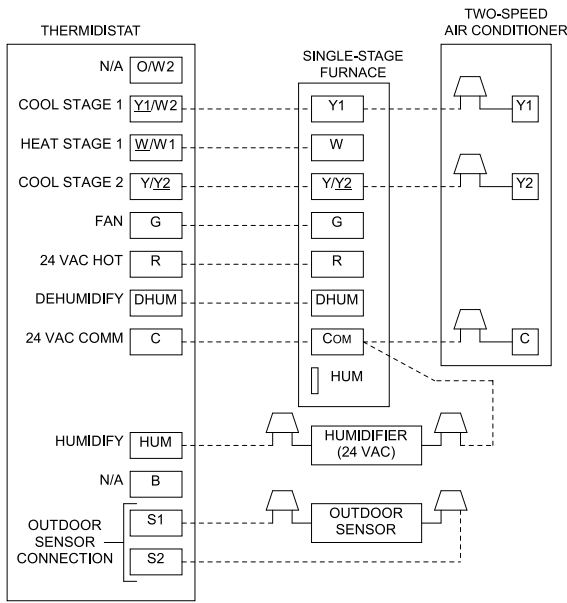 THERMIDISTAT
SINGLE-STAGE
FURNACE
TWO-SPEED
AIR CONDITIONER
N/A O/W2
COOL STAGE 1 Y1/W2 Y1 Y1
HEAT STAGE 1 W/W1 W
COOL STAGE 2 Y/Y2 Y/Y2 Y2
FAN G G
24 VAC HOT R R
DEHUMIDIFY DHUM DHUM
24 VAC COMM C COM C
HUM
HUMIDIFY HUM HUMIDIFIER
(24 VAC)
N/A B
OUTDOOR
SENSOR
CONNECTION
S1
S2
OUTDOOR
SENSOR